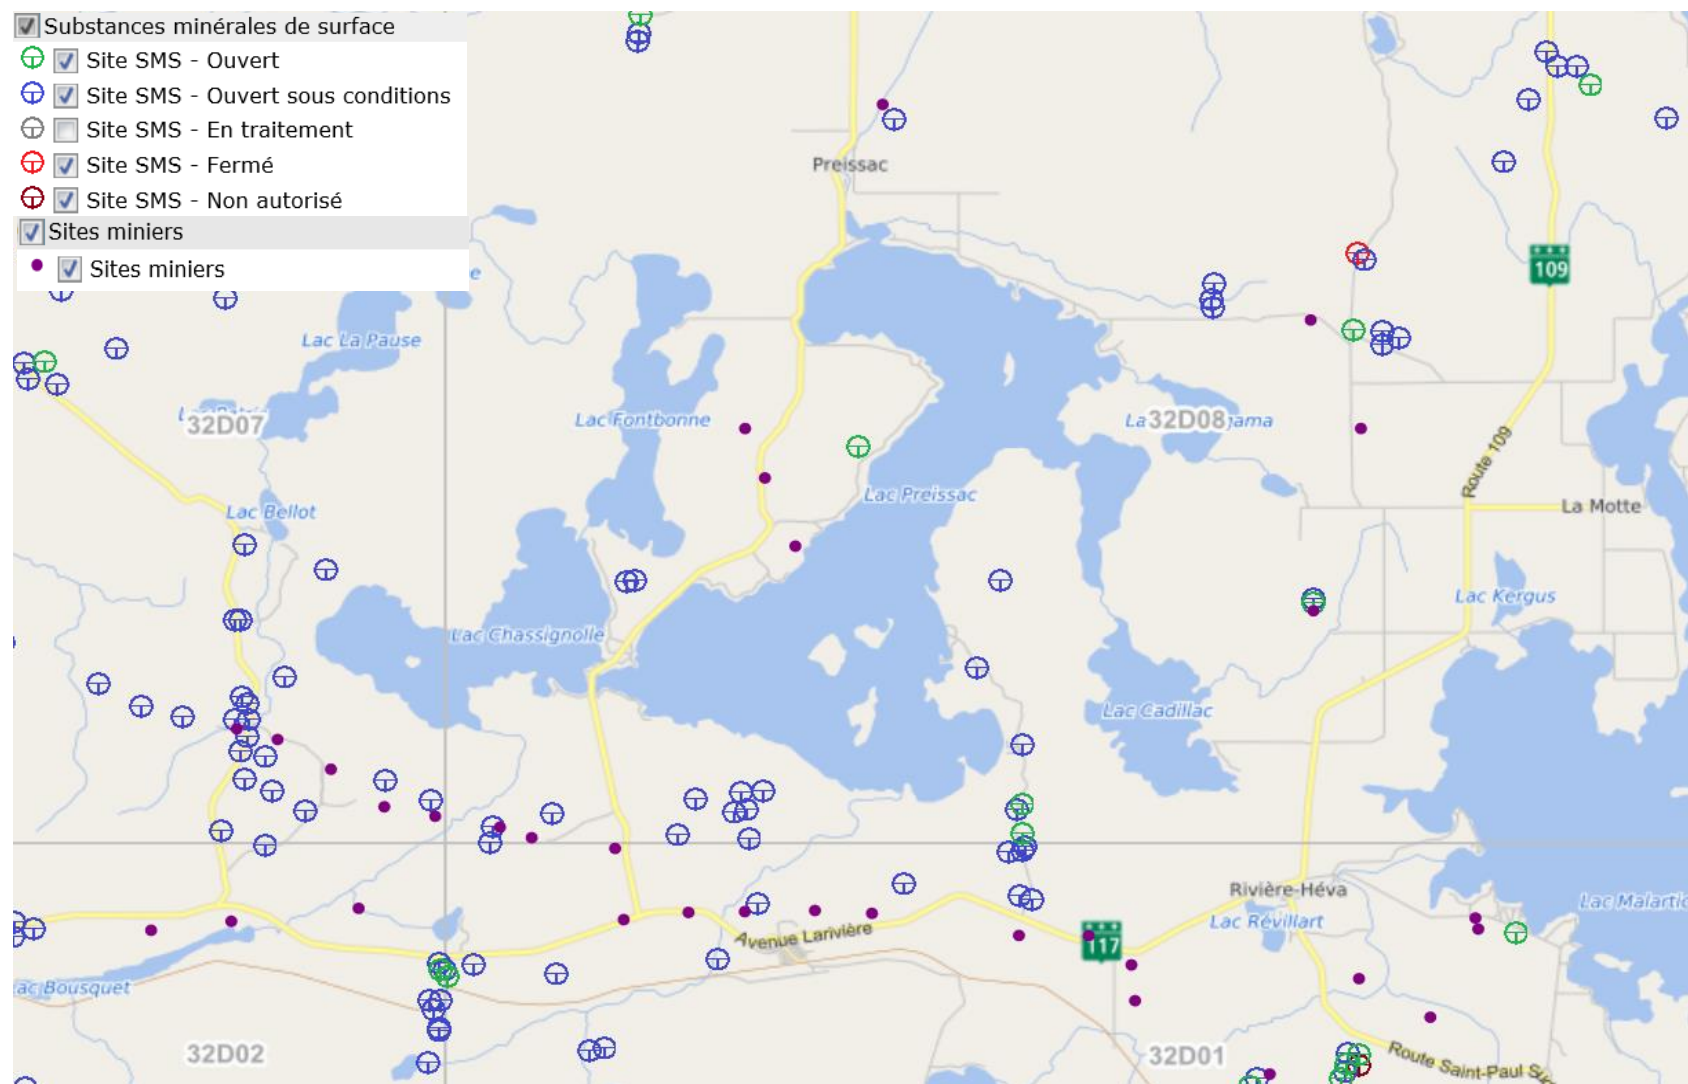 Substances minérales de surface
Site SMS - Ouvert
Site SMS - Ouvert sous conditions
Site SMS - En traitement
Site SMS - Fermé
Site SMS - Non autorisé
Sites miniers
Sites miniers
Preissac
109
Lac La Pause
Lac Fontbonne
32D07
32D08
Route 109
Lac Preissac
La Motte
Lac Bellot
Lac Kergus
Lac Chassignolle
Lac Cadillac
Rivière-Héva
Lac Malartic
Lac Révillart
Avenue Larivière
117
ac Bousquet
32D02
32D01
Route Saint-Paul